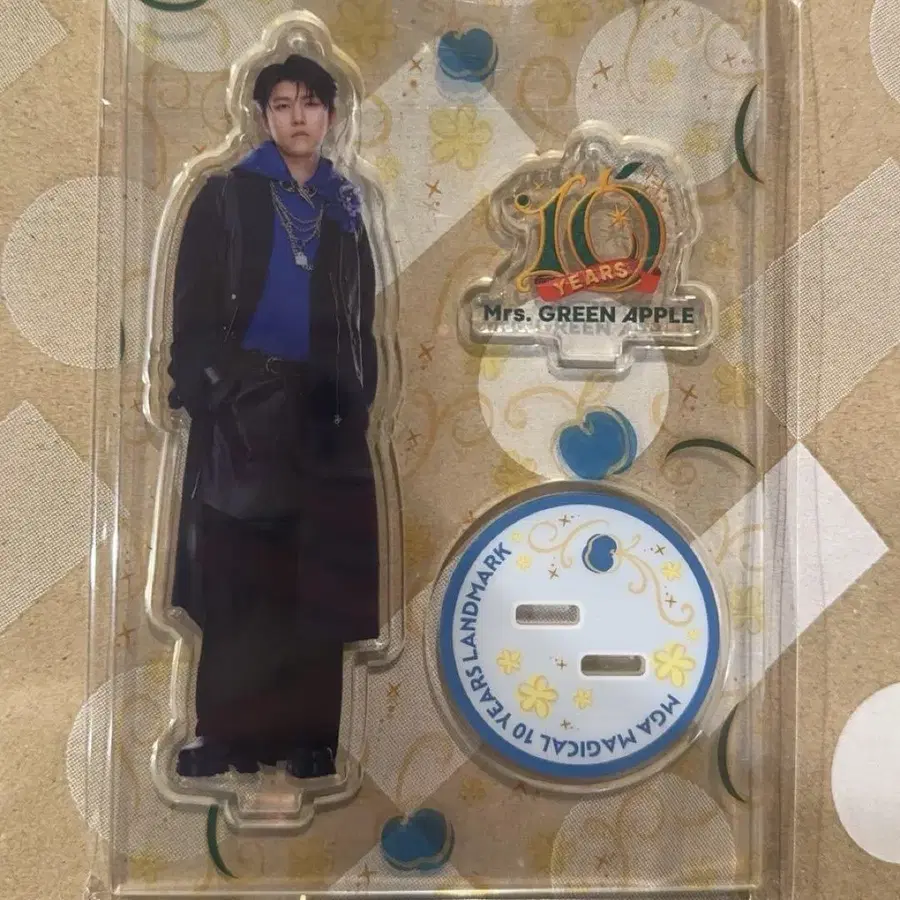 10
YEARS
Mrs. GREEN APPLE
MGA MAGICAL 10 YEARS LANDMARK